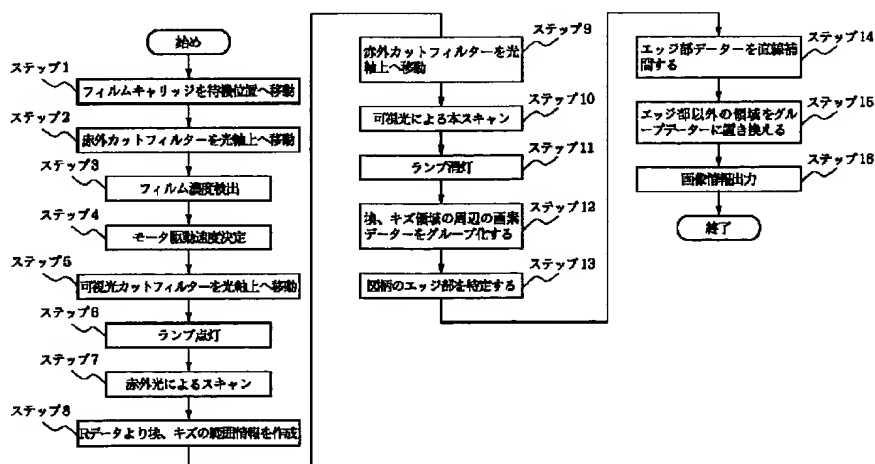 始め
ステップ1
フィルムキャリッジを待機位置へ移動
ステップ2
赤外カットフィルターを光軸上へ移動
ステップ3
フィルム濃度検出
ステップ4
モータ駆動速度決定
ステップ5
可視光カットフィルターを光軸上へ移動
ステップ6
ランプ点灯
ステップ7
赤外光によるスキャン
ステップ8
IRデータより埃、キズの範囲情報を作成
ステップ9
赤外カットフィルターを光
軸上へ移動
ステップ10
可視光による本スキャン
ステップ11
ランプ消灯
ステップ12
埃、キズ領域の周辺の画素
データーをグループ化する
ステップ13
図柄のエッジ部を特定する
ステップ14
エッジ部データーを直線補
間する
ステップ15
エッジ部以外の領域をグル
ープデーターに置き換える
ステップ16
画像情報出力
終了